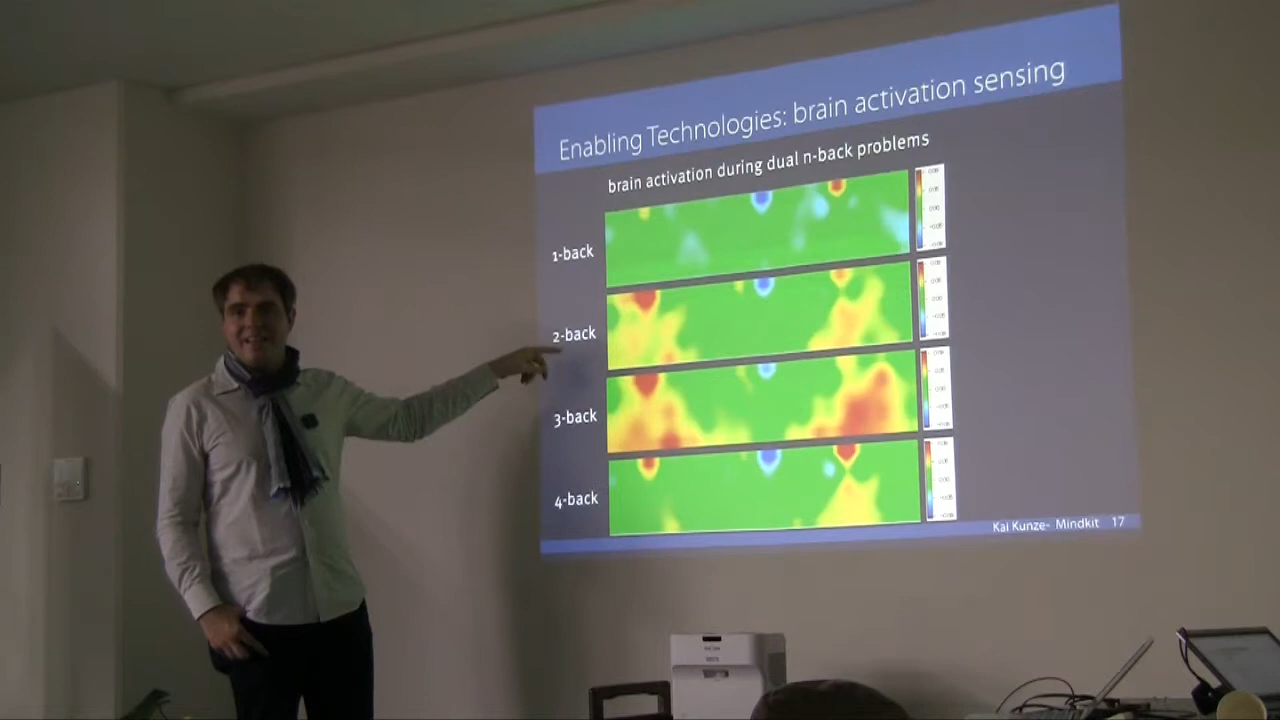 Enabling Technologies: brain activation sensing
brain activation during dual n-back problems
1-back
2-back
3-back
4-back
Kai Kunze- Mindkit 17